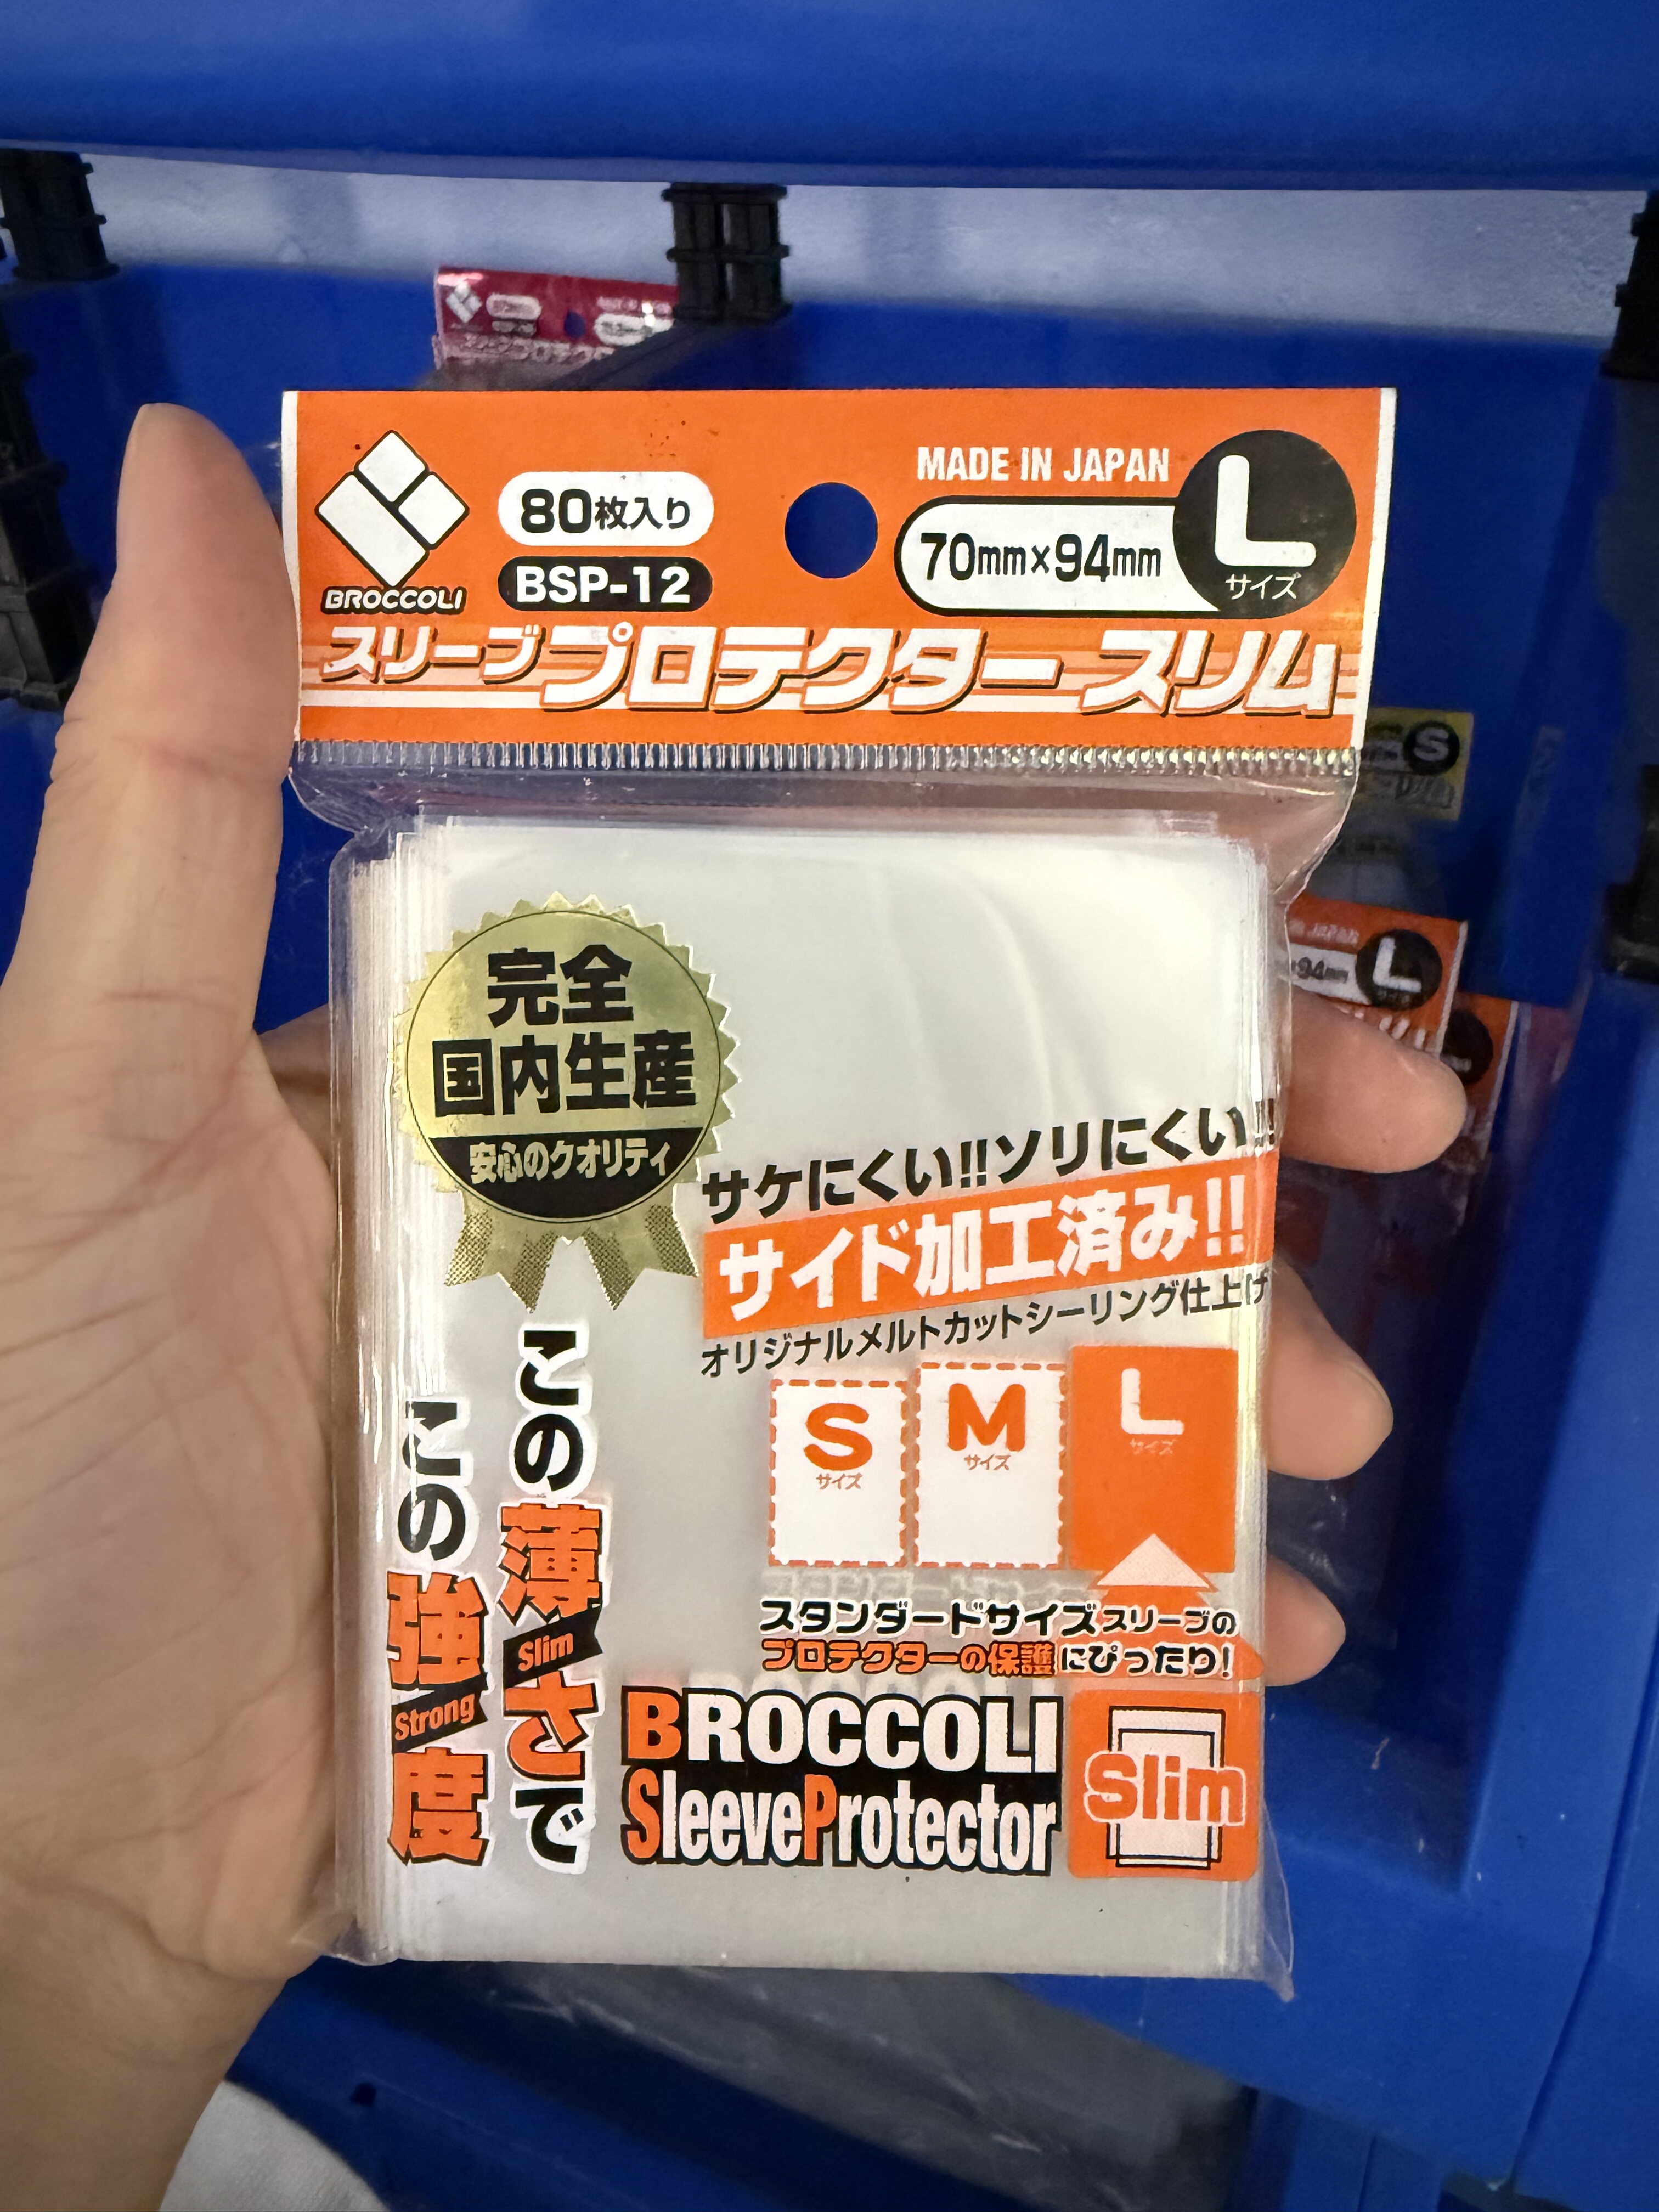 BROCCOLI
80枚入り
BSP-12
MADE IN JAPAN
70mm×94mm
L
サイズ
スリーブプロテクター スリム
完全
国内生産
安心のクオリティ
サケにくい!!ソリにくい!!
サイド加工済み!!
オリジナルメルトカットシーリング仕上げ
この薄さで
Slim
この強度
Strong
S
サイズ
M
サイズ
L
サイズ
スタンダードサイズスリーブの
プロテクターの保護にぴったり!
BROCCOLI
SleeveProtector
Slim
S
94mm
L